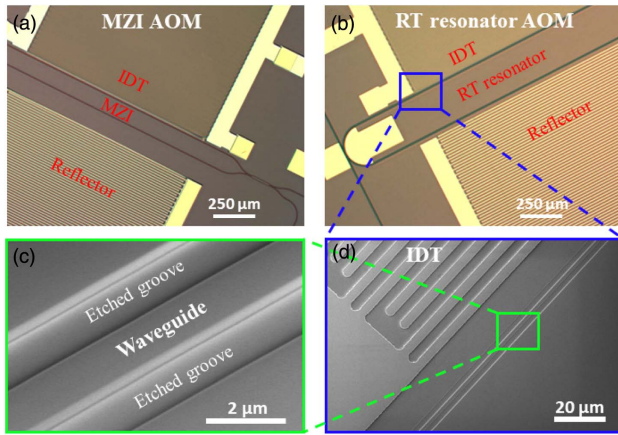 (a)
MZI AOM
IDT
MZI
Reflector
250 μm
(b)
RT resonator AOM
IDT
RT resonator
Reflector
250 μm
(c)
Etched groove
Waveguide
Etched groove
2 μm
(d)
IDT
20 μm